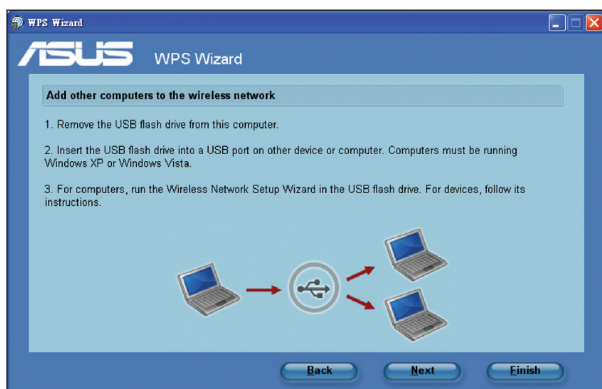 WPS Wizard
ASUS
WPS Wizard
Add other computers to the wireless network
1. Remove the USB flash drive from this computer.
2. Insert the USB flash drive into a USB port on other device or computer. Computers must be running
Windows XP or Windows Vista.
3. For computers, run the Wireless Network Setup Wizard in the USB flash drive. For devices, follow its
instructions.
Back
Next
Finish